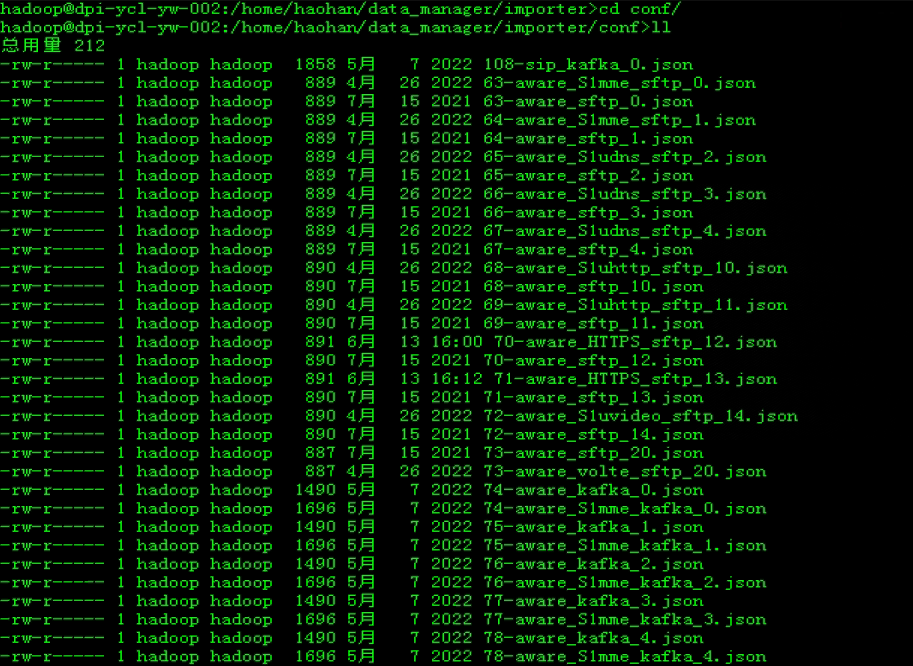 hadoop@dpi-ycl-yw-002:/home/haohan/data_manager/importer>cd conf/
hadoop@dpi-ycl-yw-002:/home/haohan/data_manager/importer/conf>ll
总用量 212
-rw-r----- 1 hadoop hadoop 1858 5月 7 2022 108-sip_kafka_0.json
-rw-r----- 1 hadoop hadoop 889 4月 26 2022 63-aware_S1mme_sftp_0.json
-rw-r----- 1 hadoop hadoop 889 7月 15 2021 63-aware_sftp_0.json
-rw-r----- 1 hadoop hadoop 889 4月 26 2022 64-aware_S1mme_sftp_1.json
-rw-r----- 1 hadoop hadoop 889 7月 15 2021 64-aware_sftp_1.json
-rw-r----- 1 hadoop hadoop 889 4月 26 2022 65-aware_S1udns_sftp_2.json
-rw-r----- 1 hadoop hadoop 889 7月 15 2021 65-aware_sftp_2.json
-rw-r----- 1 hadoop hadoop 889 4月 26 2022 66-aware_S1udns_sftp_3.json
-rw-r----- 1 hadoop hadoop 889 7月 15 2021 66-aware_sftp_3.json
-rw-r----- 1 hadoop hadoop 889 4月 26 2022 67-aware_S1udns_sftp_4.json
-rw-r----- 1 hadoop hadoop 889 7月 15 2021 67-aware_sftp_4.json
-rw-r----- 1 hadoop hadoop 890 4月 26 2022 68-aware_S1uhttp_sftp_10.json
-rw-r----- 1 hadoop hadoop 890 7月 15 2021 68-aware_sftp_10.json
-rw-r----- 1 hadoop hadoop 890 4月 26 2022 69-aware_S1uhttp_sftp_11.json
-rw-r----- 1 hadoop hadoop 890 7月 15 2021 69-aware_sftp_11.json
-rw-r----- 1 hadoop hadoop 891 6月 13 16:00 70-aware_HTTPS_sftp_12.json
-rw-r----- 1 hadoop hadoop 890 7月 15 2021 70-aware_sftp_12.json
-rw-r----- 1 hadoop hadoop 891 6月 13 16:12 71-aware_HTTPS_sftp_13.json
-rw-r----- 1 hadoop hadoop 890 7月 15 2021 71-aware_sftp_13.json
-rw-r----- 1 hadoop hadoop 890 4月 26 2022 72-aware_S1uvideo_sftp_14.json
-rw-r----- 1 hadoop hadoop 890 7月 15 2021 72-aware_sftp_14.json
-rw-r----- 1 hadoop hadoop 887 7月 15 2021 73-aware_sftp_20.json
-rw-r----- 1 hadoop hadoop 887 4月 26 2022 73-aware_volte_sftp_20.json
-rw-r----- 1 hadoop hadoop 1490 5月 7 2022 74-aware_kafka_0.json
-rw-r----- 1 hadoop hadoop 1696 5月 7 2022 74-aware_S1mme_kafka_0.json
-rw-r----- 1 hadoop hadoop 1490 5月 7 2022 75-aware_kafka_1.json
-rw-r----- 1 hadoop hadoop 1696 5月 7 2022 75-aware_S1mme_kafka_1.json
-rw-r----- 1 hadoop hadoop 1490 5月 7 2022 76-aware_kafka_2.json
-rw-r----- 1 hadoop hadoop 1696 5月 7 2022 76-aware_S1mme_kafka_2.json
-rw-r----- 1 hadoop hadoop 1490 5月 7 2022 77-aware_kafka_3.json
-rw-r----- 1 hadoop hadoop 1696 5月 7 2022 77-aware_S1mme_kafka_3.json
-rw-r----- 1 hadoop hadoop 1490 5月 7 2022 78-aware_kafka_4.json
-rw-r----- 1 hadoop hadoop 1696 5月 7 2022 78-aware_S1mme_kafka_4.json